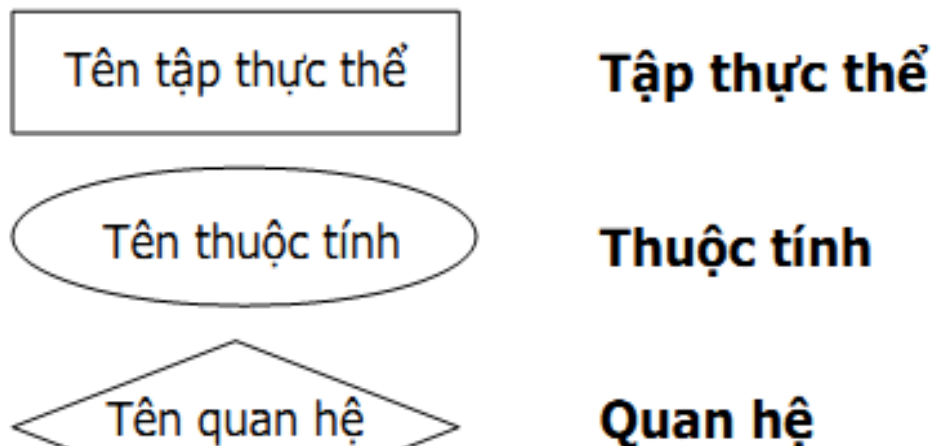 Tên tập thực thể
Tập thực thể
Tên thuộc tính
Thuộc tính
Tên quan hệ
Quan hệ